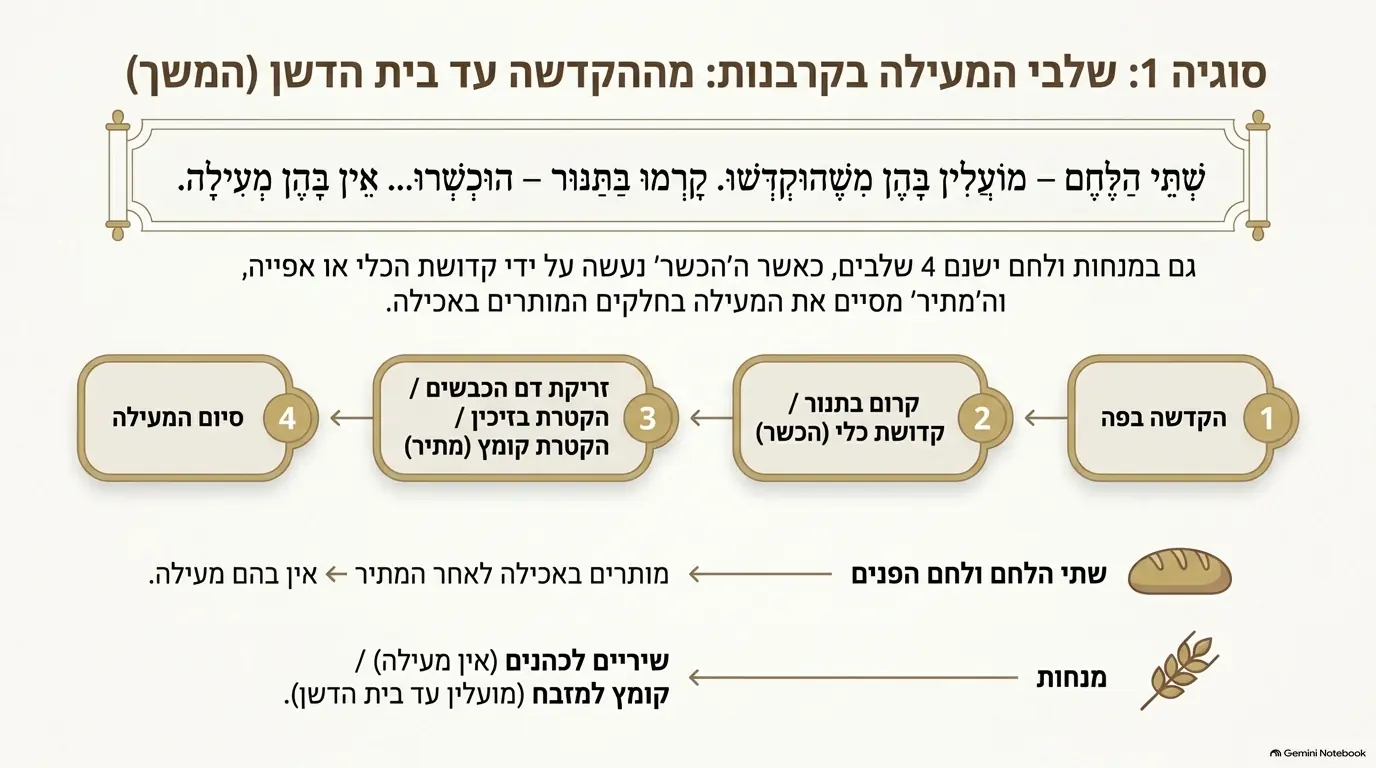 סוגיה 1: שלבי המעילה בקרבנות: מההקדשה עד בית הדשן (המשך)
שְׁתֵּי הַלֶּחֶם – מוֹעֲלִין בָּהֶן מִשֶּׁהוּקְדְּשׁוּ. קָרְמוּ בַּתַּנּוּר – הוּכְשְׁרוּ... אֵין בָּהֶן מְעִילָה.
גם במנחות ולחם ישנם 4 שלבים, כאשר ה'הכשר' נעשה על ידי קדושת הכלי או אפייה,
וה'מתיר' מסיים את המעילה בחלקים המותרים באכילה.
1
הקדשה בפה
2
קרום בתנור /
קדושת כלי (הכשר)
3
זריקת דם הכבשים /
הקטרת בזיכין /
הקטרת קומץ (מתיר)
4
סיום המעילה
שתי הלחם ולחם הפנים ← מותרים באכילה לאחר המתיר ← אין בהם מעילה.
מנחות ← שיריים לכהנים (אין מעילה) /
קומץ למזבח (מועלין עד בית הדשן).
Gemini Notebook